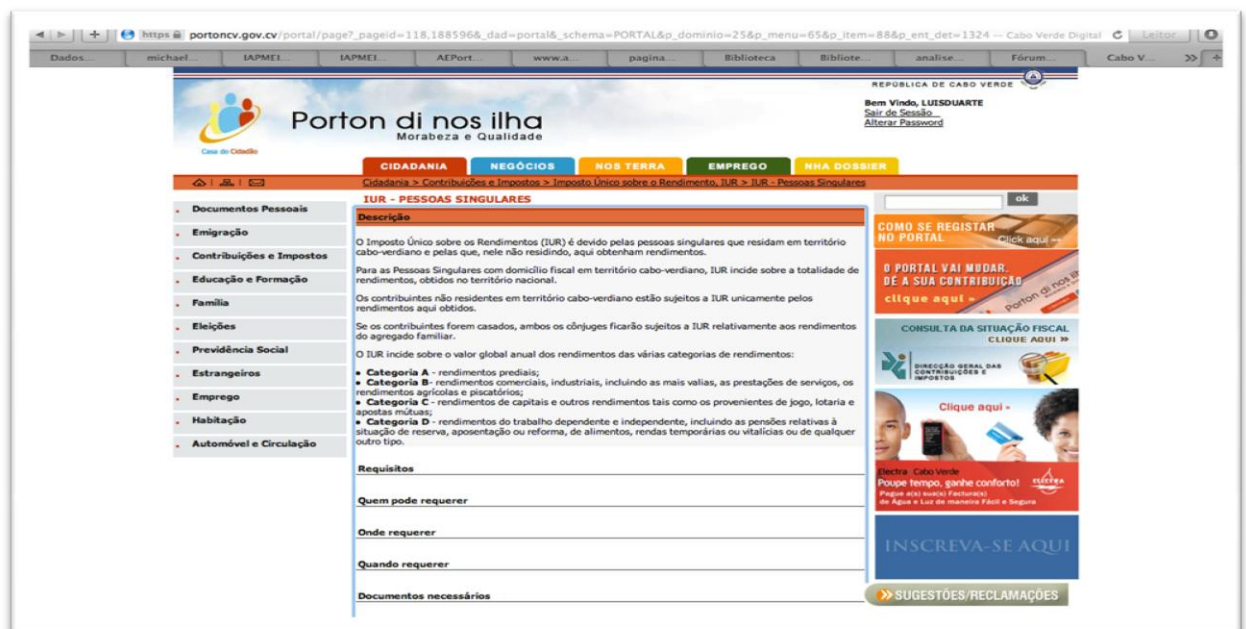 https portoncv.gov.cv/portal/page?_pageid=118,188596&_dad=portal&_schema=PORTAL&p_dominio=25&p_menu=65&p_item=88&p_ent_det=1324 — Cabo Verde Digital
Leitor
Dados... michael... IAPMEI... IAPMEI... AEPort... www.a... pagina... Biblioteca Bibliote... analise... Fórum... Cabo V...
REPÚBLICA DE CABO VERDE
Bem Vindo, LUISDUARTE
Sair de Sessão
Alterar Password
Porton di nos ilha
Morabeza e Qualidade
Casa do Cidadão
CIDADANIA NEGÓCIOS NOS TERRA EMPREGO NHA DOSSIER
Cidadania > Contribuições e Impostos > Imposto Único sobre o Rendimento, IUR > IUR - Pessoas Singulares
Documentos Pessoais
Emigração
Contribuições e Impostos
Educação e Formação
Família
Eleições
Previdência Social
Estrangeiros
Emprego
Habitação
Automóvel e Circulação
IUR - PESSOAS SINGULARES
Descrição
O Imposto Único sobre os Rendimentos (IUR) é devido pelas pessoas singulares que residam em território
cabo-verdiano e pelas que, nele não residindo, aqui obtenham rendimentos.
Para as Pessoas Singulares com domicílio fiscal em território cabo-verdiano, IUR incide sobre a totalidade de
rendimentos, obtidos no território nacional.
Os contribuintes não residentes em território cabo-verdiano estão sujeitos a IUR unicamente pelos
rendimentos aqui obtidos.
Se os contribuintes forem casados, ambos os cônjuges ficarão sujeitos a IUR relativamente aos rendimentos
do agregado familiar.
O IUR incide sobre o valor global anual dos rendimentos das várias categorias de rendimentos:
• Categoria A - rendimentos prediais;
• Categoria B- rendimentos comerciais, industriais, incluindo as mais valias, as prestações de serviços, os
rendimentos agrícolas e piscatórios;
• Categoria C - rendimentos de capitais e outros rendimentos tais como os provenientes de jogo, lotaria e
apostas mútuas;
• Categoria D - rendimentos do trabalho dependente e independente, incluindo as pensões relativas à
situação de reserva, aposentação ou reforma, de alimentos, rendas temporárias ou vitalícias ou de qualquer
outro tipo.
Requisitos
Quem pode requerer
Onde requerer
Quando requerer
Documentos necessários
ok
COMO SE REGISTAR
NO PORTAL Click aqui »
O PORTAL VAI MUDAR.
DÊ A SUA CONTRIBUIÇÃO
clique aqui »
Porton di nos
CONSULTA DA SITUAÇÃO FISCAL
CLIQUE AQUI »
DIRECÇÃO GERAL DAS
CONTRIBUIÇÕES E
IMPOSTOS
Clique aqui »
Electra Cabo Verde
Poupe tempo, ganhe conforto!
ELECTRA
Pague a(s) sua(s) Factura(s)
de Água e Luz de maneira Fácil e Segura
INSCREVA-SE AQUI
SUGESTÕES/RECLAMAÇÕES